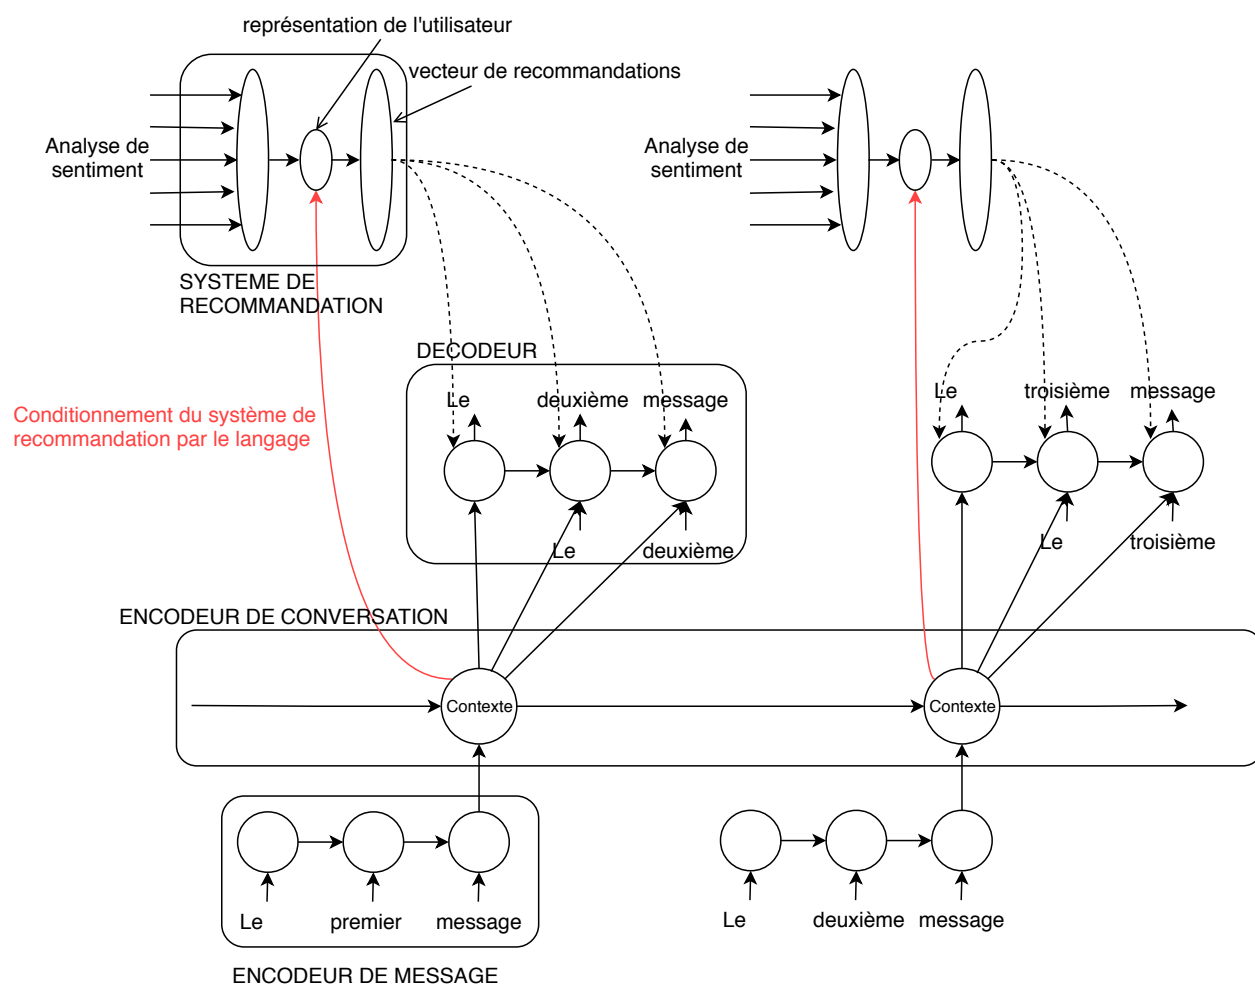 représentation de l'utilisateur
vecteur de recommandations
Analyse de
sentiment
Analyse de
sentiment
SYSTEME DE
RECOMMANDATION
DECODEUR
Le
deuxième
message
Le
troisième
message
Conditionnement du système de
recommandation par le langage
Le
deuxième
Le
troisième
ENCODEUR DE CONVERSATION
Contexte
Contexte
Le
premier
message
Le
deuxième
message
ENCODEUR DE MESSAGE